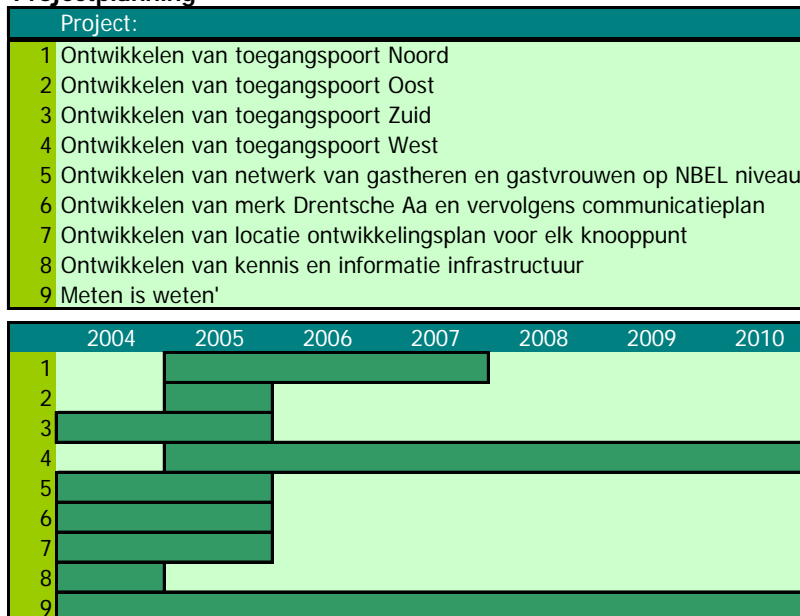 Projectplanning
Project:
1 Ontwikkelen van toegangspoort Noord
2 Ontwikkelen van toegangspoort Oost
3 Ontwikkelen van toegangspoort Zuid
4 Ontwikkelen van toegangspoort West
5 Ontwikkelen van netwerk van gastheren en gastvrouwen op NBEL niveau
6 Ontwikkelen van merk Drentsche Aa en vervolgens communicatieplan
7 Ontwikkelen van locatie ontwikkelingsplan voor elk knooppunt
8 Ontwikkelen van kennis en informatie infrastructuur
9 Meten is weten'
2004 2005 2006 2007 2008 2009 2010
1
2
3
4
5
6
7
8
9